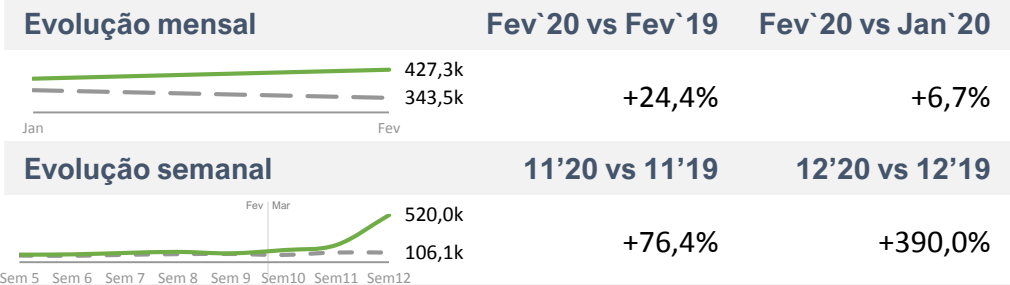 Evolução mensal Fev`20 vs Fev`19 Fev`20 vs Jan`20
427,3k
343,5k
+24,4% +6,7%
Jan Fev
Evolução semanal 11’20 vs 11’19 12’20 vs 12’19
Fev Mar
520,0k
106,1k
+76,4% +390,0%
Sem 5 Sem 6 Sem 7 Sem 8 Sem 9 Sem10 Sem11 Sem12